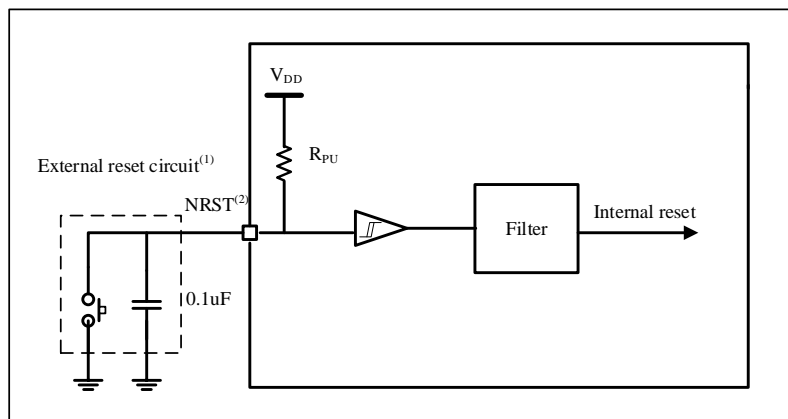 V_DD
R_PU
External reset circuit^(1)
NRST^(2)
Filter
Internal reset
0.1uF